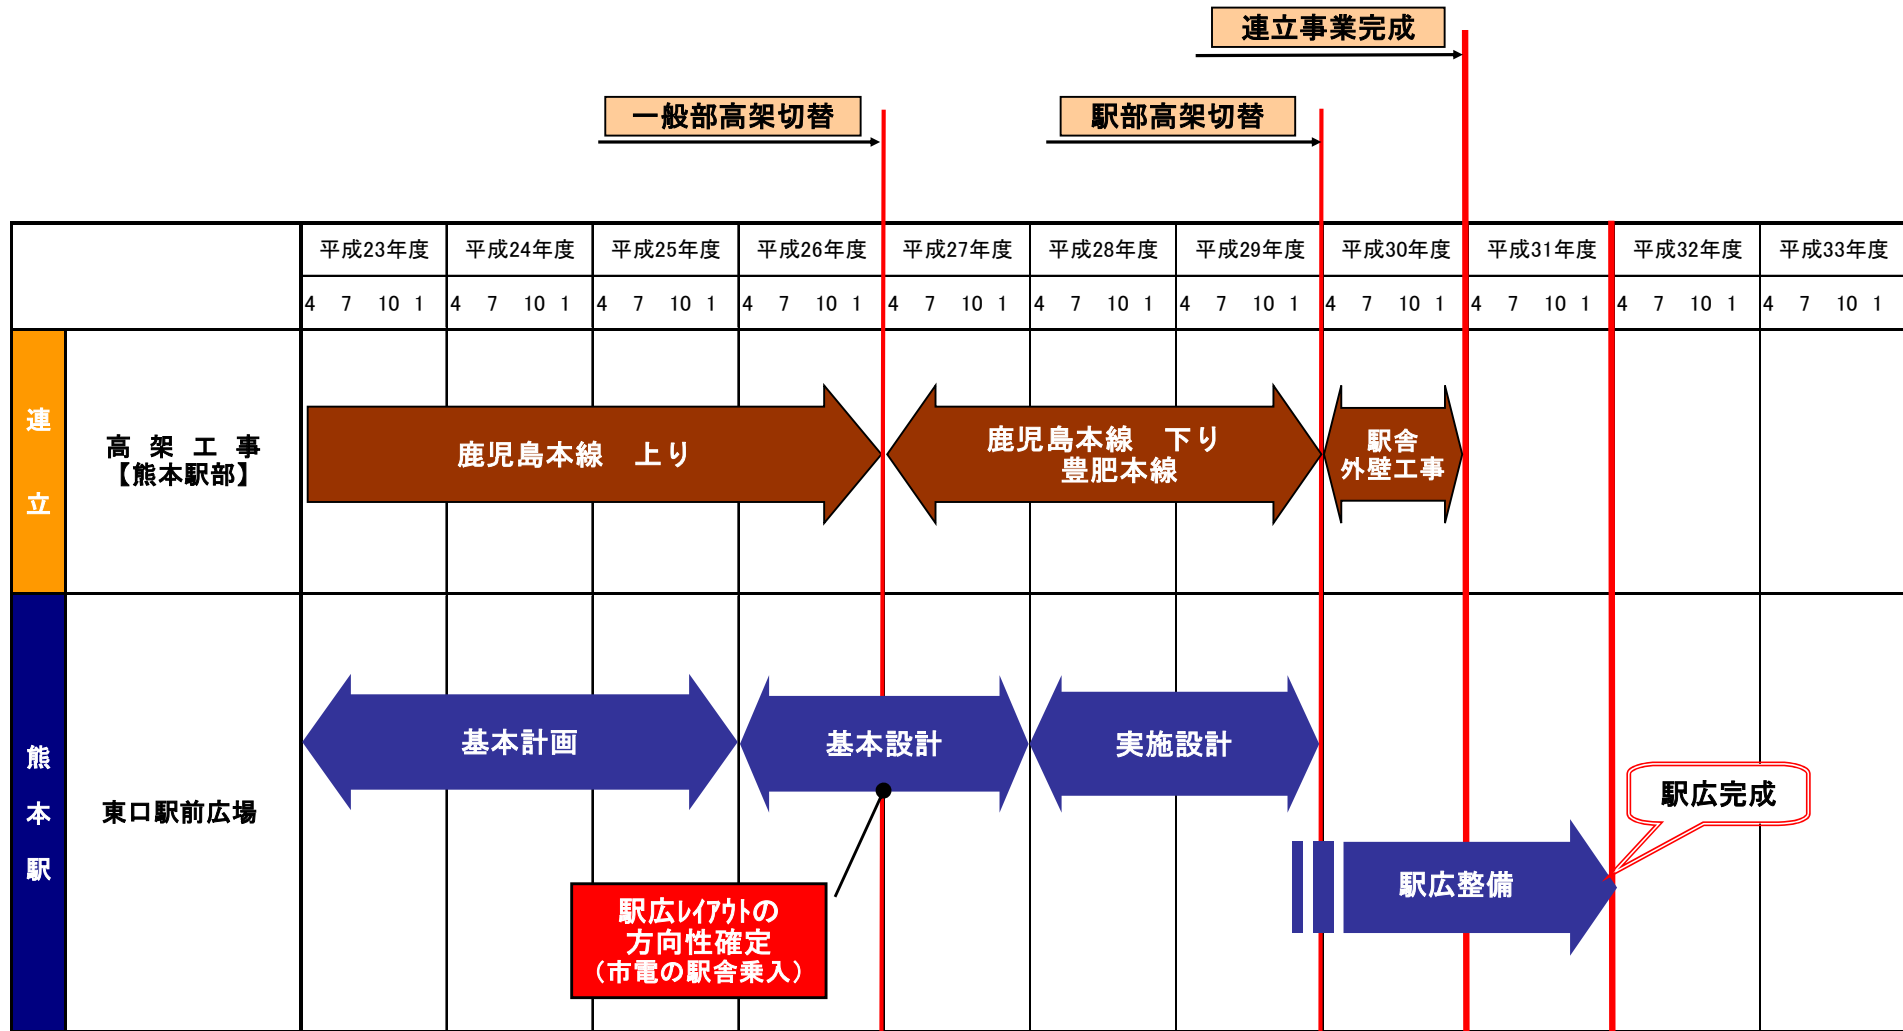 連立事業完成
一般部高架切替
駅部高架切替
平成23年度 平成24年度 平成25年度 平成26年度 平成27年度 平成28年度 平成29年度 平成30年度 平成31年度 平成32年度 平成33年度
4 7 10 1 4 7 10 1 4 7 10 1 4 7 10 1 4 7 10 1 4 7 10 1 4 7 10 1 4 7 10 1 4 7 10 1 4 7 10 1 4 7 10 1
連立
高架工事
【熊本駅部】
鹿児島本線 上り
鹿児島本線 下り
豊肥本線
駅舎
外壁工事
熊本駅
東口駅前広場
基本計画
基本設計
実施設計
駅広完成
駅広整備
駅広ﾚｲｱｳﾄの
方向性確定
（市電の駅舎乗入）